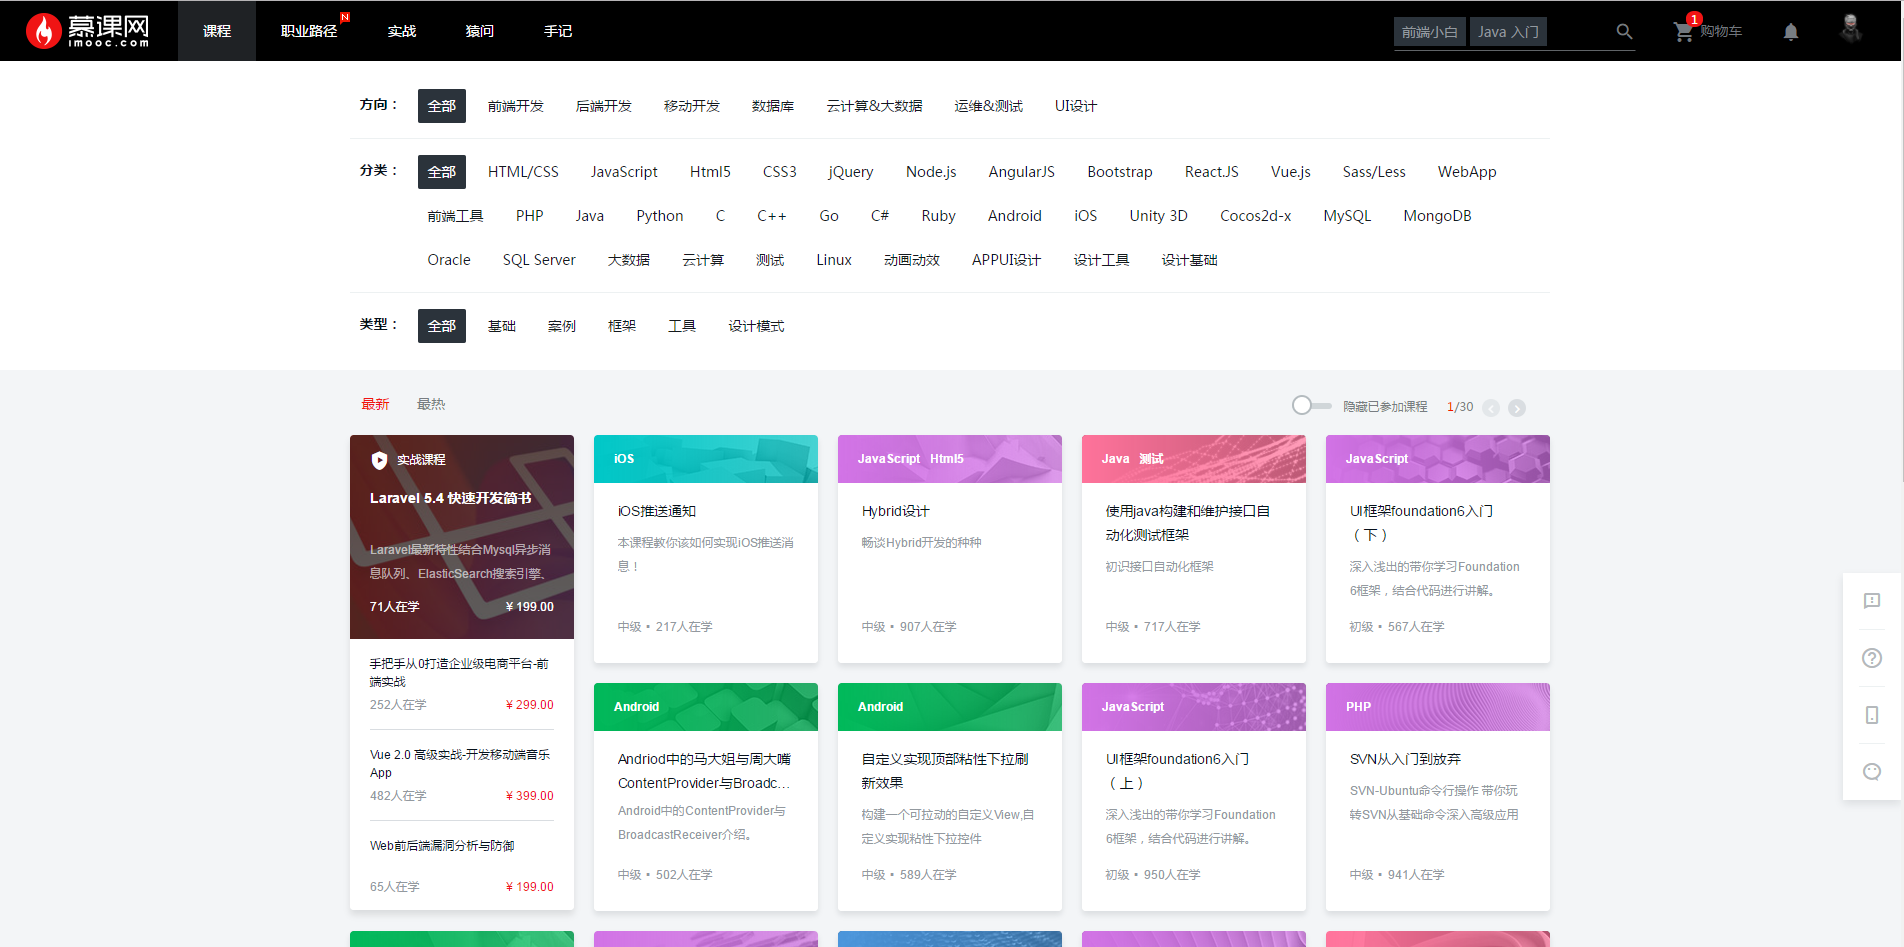 慕课网
imooc.com
课程 职业路径 N 实战 猿问 手记 前端小白 Java 入门 1 购物车
方向： 全部 前端开发 后端开发 移动开发 数据库 云计算&大数据 运维&测试 UI设计
分类： 全部 HTML/CSS JavaScript Html5 CSS3 jQuery Node.js AngularJS Bootstrap React.JS Vue.js Sass/Less WebApp
前端工具 PHP Java Python C C++ Go C# Ruby Android iOS Unity 3D Cocos2d-x MySQL MongoDB
Oracle SQL Server 大数据 云计算 测试 Linux 动画动效 APPUI设计 设计工具 设计基础
类型： 全部 基础 案例 框架 工具 设计模式
最新 最热 隐藏已参加课程 1/30
实战课程
Laravel 5.4 快速开发简书
Laravel最新特性结合Mysql异步消
息队列、ElasticSearch搜索引擎、
71人在学 ¥ 199.00
手把手从0打造企业级电商平台-前
端实战
252人在学 ¥ 299.00
Vue 2.0 高级实战-开发移动端音乐
App
482人在学 ¥ 399.00
Web前后端漏洞分析与防御
65人在学 ¥ 199.00
iOS
iOS推送通知
本课程教你该如何实现iOS推送消
息！
中级 · 217人在学
JavaScript Html5
Hybrid设计
畅谈Hybrid开发的种种
中级 · 907人在学
Java 测试
使用java构建和维护接口自
动化测试框架
初识接口自动化框架
中级 · 717人在学
JavaScript
UI框架foundation6入门
（下）
深入浅出的带你学习Foundation
6框架，结合代码进行讲解。
初级 · 567人在学
Android
Andriod中的马大姐与周大嘴
ContentProvider与Broadc...
Android中的ContentProvider与
BroadcastReceiver介绍。
中级 · 502人在学
Android
自定义实现顶部粘性下拉刷
新效果
构建一个可拉动的自定义View,自
定义实现粘性下拉控件
中级 · 589人在学
JavaScript
UI框架foundation6入门
（上）
深入浅出的带你学习Foundation
6框架，结合代码进行讲解。
初级 · 950人在学
PHP
SVN从入门到放弃
SVN-Ubuntu命令行操作 带你玩
转SVN从基础命令深入高级应用
中级 · 941人在学